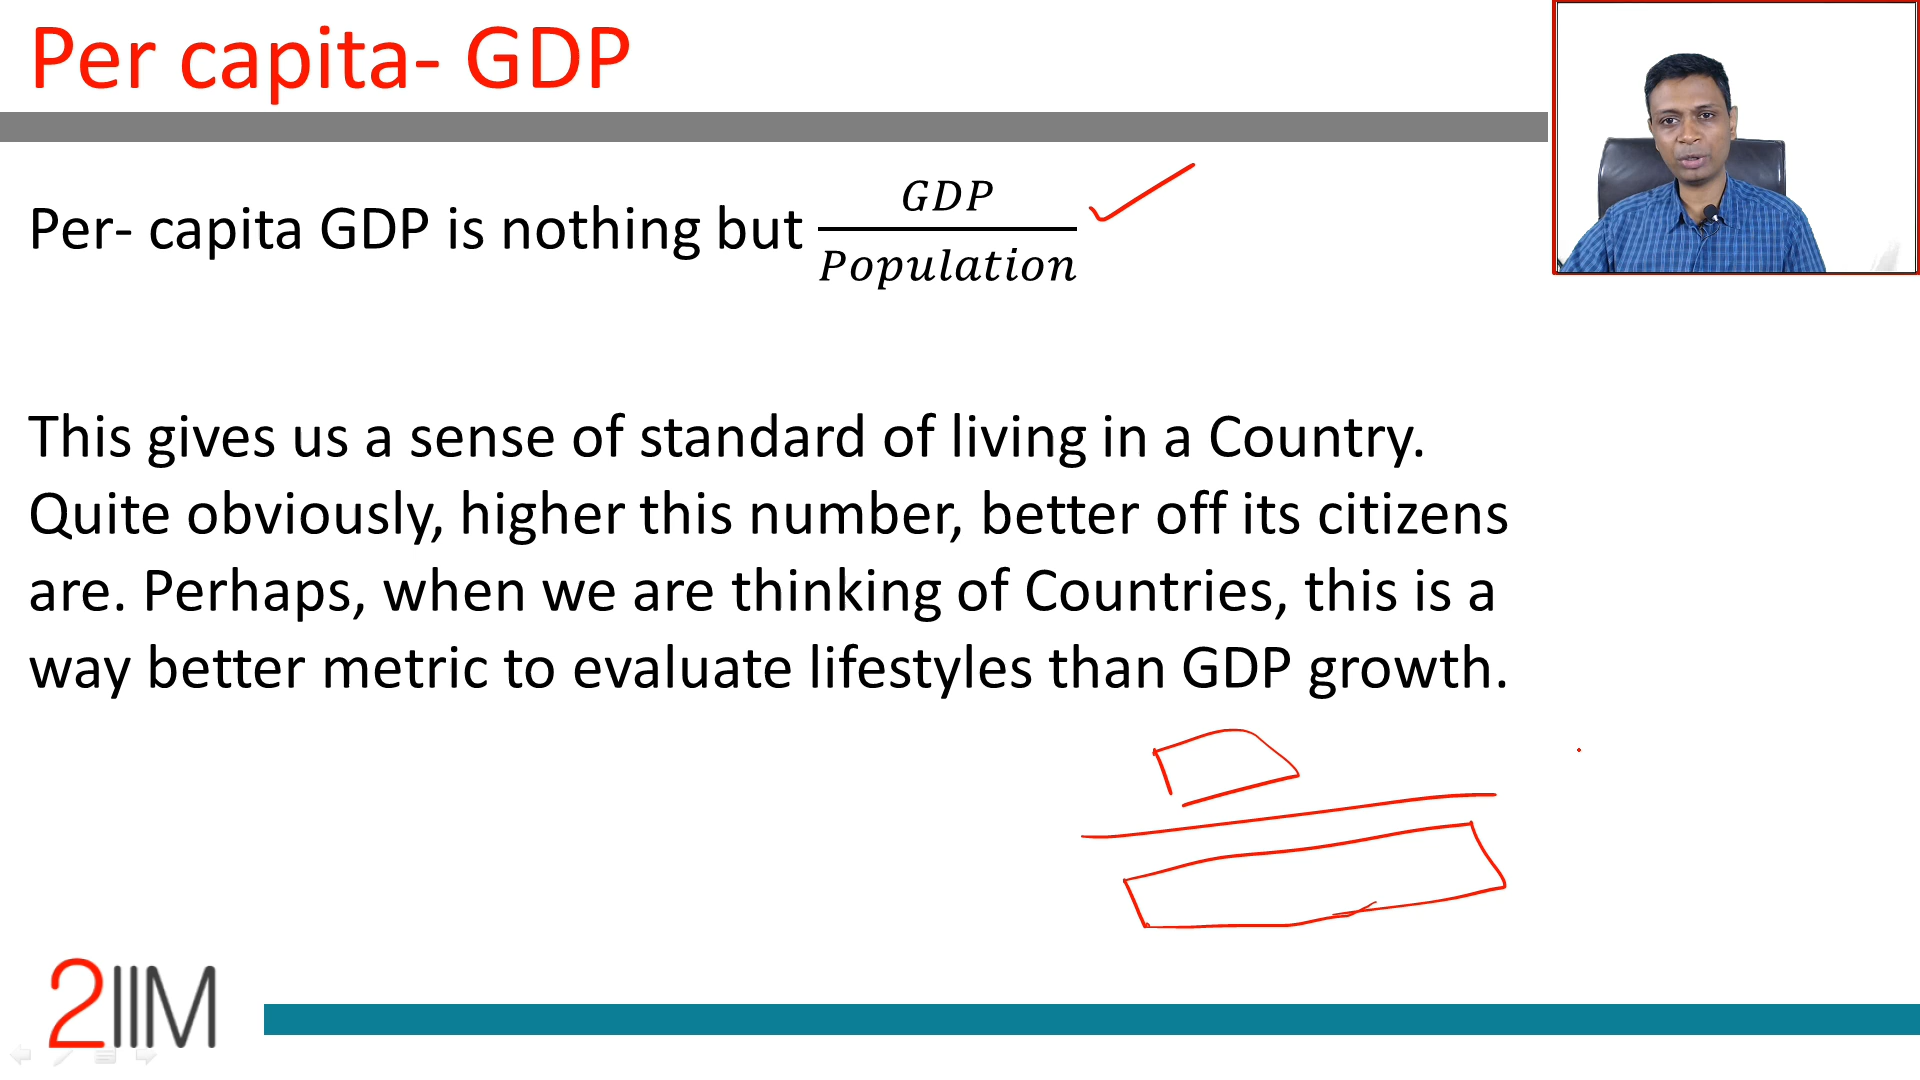 Per capita- GDP
Per- capita GDP is nothing but GDP
Population
This gives us a sense of standard of living in a Country.
Quite obviously, higher this number, better off its citizens
are. Perhaps, when we are thinking of Countries, this is a
way better metric to evaluate lifestyles than GDP growth.
2IIM